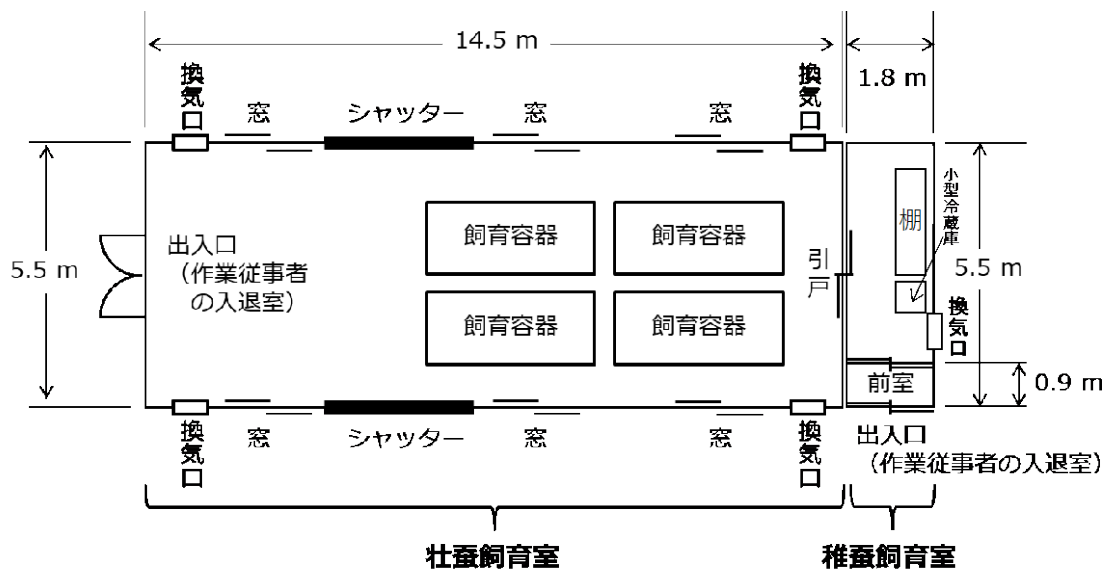 14.5 m
1.8 m
換気口
窓
シャッター
窓
窓
換気口
5.5 m
出入口
（作業従事者
の入退室）
飼育容器
飼育容器
飼育容器
飼育容器
引戸
棚
小型冷蔵庫
5.5 m
換気口
前室
0.9 m
換気口
窓
シャッター
窓
窓
換気口
出入口
（作業従事者の入退室）
壮蚕飼育室
稚蚕飼育室